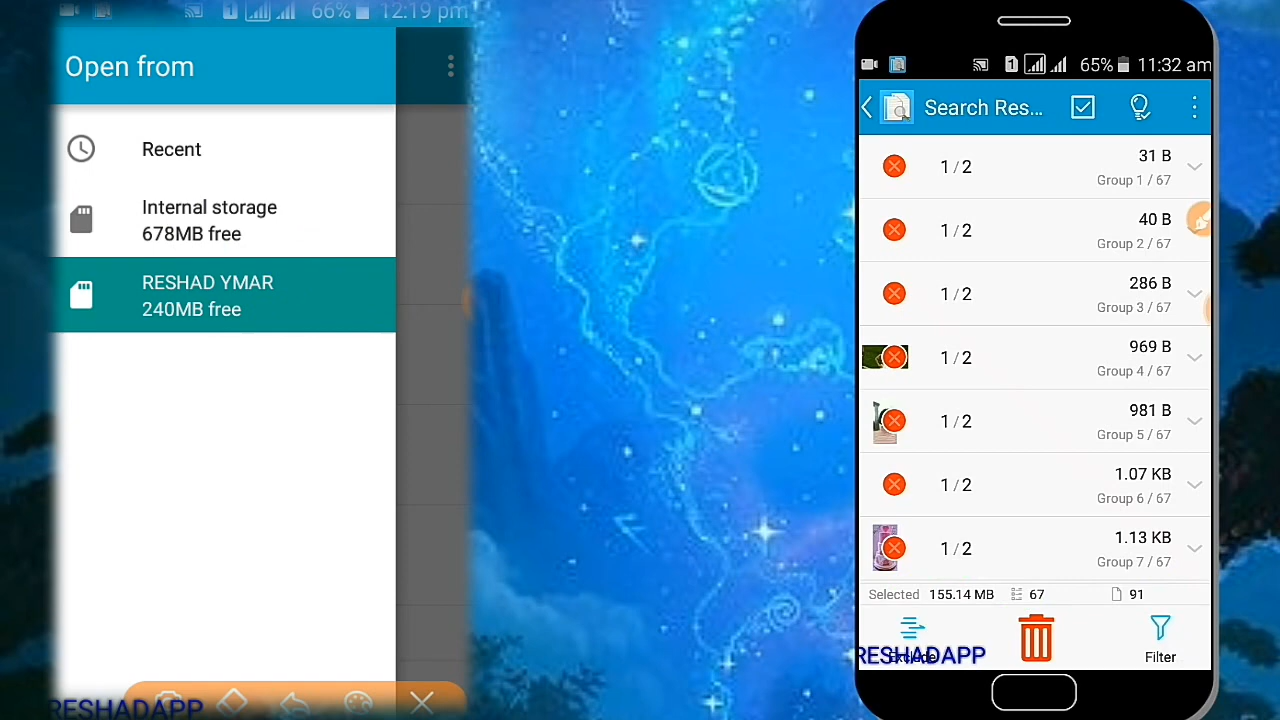 66% 12:19 pm
Open from
Recent
Internal storage
678MB free
RESHAD YMAR
240MB free
RESHADAPP
1 65% 11:32 am
Search Res...
1 / 2 31 B
Group 1 / 67
1 / 2 40 B
Group 2 / 67
1 / 2 286 B
Group 3 / 67
1 / 2 969 B
Group 4 / 67
1 / 2 981 B
Group 5 / 67
1 / 2 1.07 KB
Group 6 / 67
1 / 2 1.13 KB
Group 7 / 67
Selected 155.14 MB 67 91
Exclude Filter
RESHADAPP